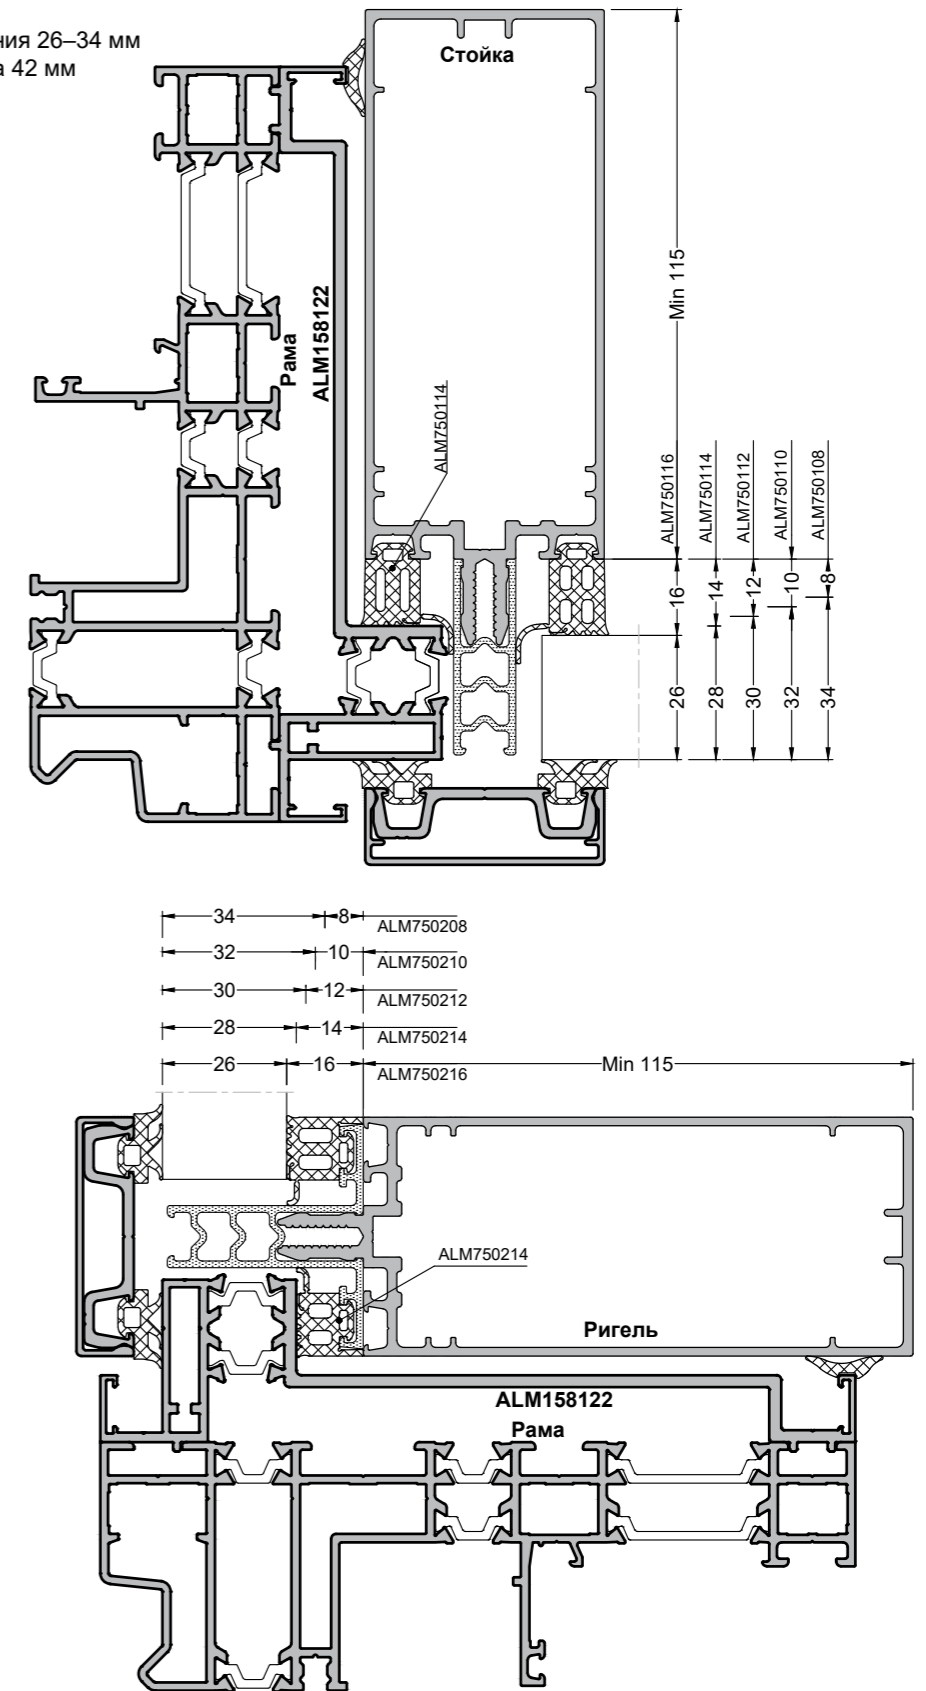 ния 26–34 мм
а 42 мм
Стойка
Min 115
Рама
ALM158122
ALM750114
ALM750116
ALM750114
ALM750112
ALM750110
ALM750108
16
14
12
10
8
26
28
30
32
34
34 8 ALM750208
32 10 ALM750210
30 12 ALM750212
28 14 ALM750214
26 16 ALM750216
Min 115
ALM750214
Ригель
ALM158122
Рама